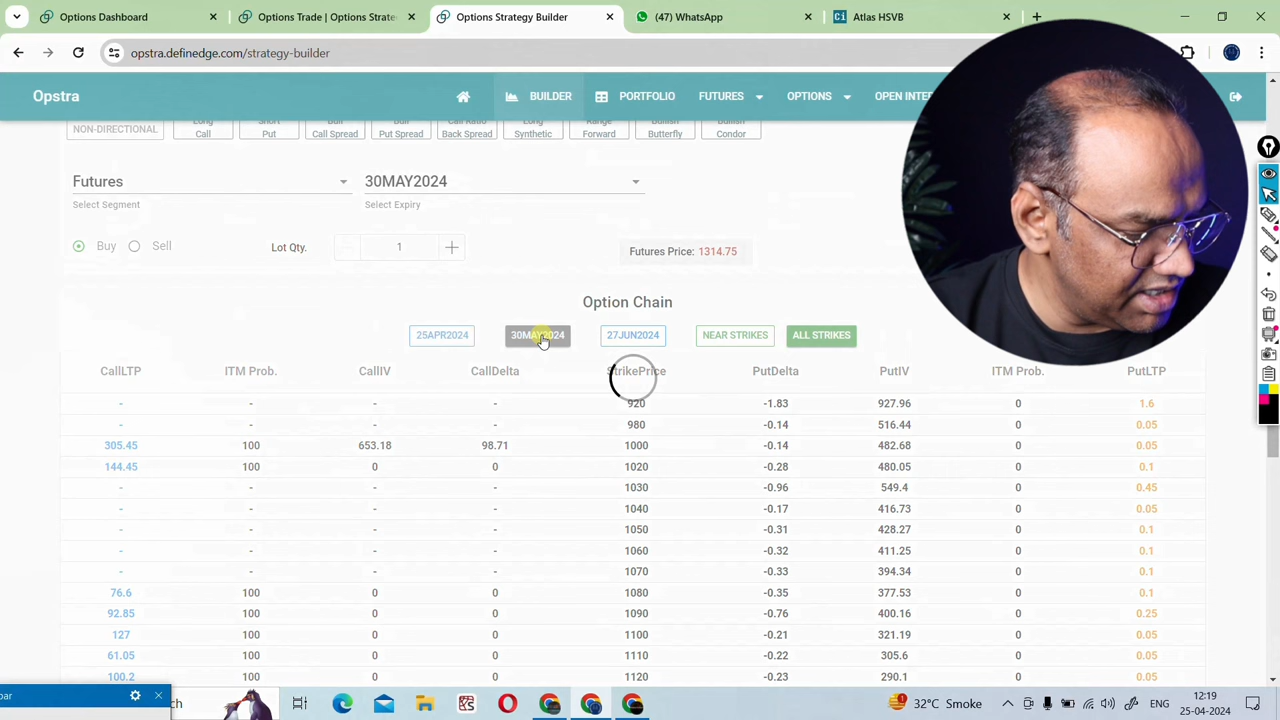 Options Dashboard
Options Trade | Options Strate
Options Strategy Builder
(47) WhatsApp
Atlas HSVB
opstra.definedge.com/strategy-builder
Opstra
BUILDER
PORTFOLIO
FUTURES
OPTIONS
OPEN INTER
NON-DIRECTIONAL
Call
Put
Call Spread
Put Spread
Back Spread
Synthetic
Forward
Butterfly
Condor
Futures
30MAY2024
Select Segment
Select Expiry
Buy
Sell
Lot Qty.
1
Futures Price: 1314.75
Option Chain
25APR2024
30MAY2024
27JUN2024
NEAR STRIKES
ALL STRIKES
CallLTP ITM Prob. CallIV CallDelta StrikePrice PutDelta PutIV ITM Prob. PutLTP
- - - - 920 -1.83 927.96 0 1.6
- - - - 980 -0.14 516.44 0 0.05
305.45 100 653.18 98.71 1000 -0.14 482.68 0 0.05
144.45 100 0 0 1020 -0.28 480.05 0 0.1
- - - - 1030 -0.96 549.4 0 0.45
- - - - 1040 -0.17 416.73 0 0.05
- - - - 1050 -0.31 428.27 0 0.1
- - - - 1060 -0.32 411.25 0 0.1
- - - - 1070 -0.33 394.34 0 0.1
76.6 100 0 0 1080 -0.35 377.53 0 0.1
92.85 100 0 0 1090 -0.76 400.16 0 0.25
127 100 0 0 1100 -0.21 321.19 0 0.05
61.05 100 0 0 1110 -0.22 305.6 0 0.05
100.2 100 0 0 1120 -0.23 290.1 0 0.05
bar
ch
32°C Smoke
ENG
12:19
25-04-2024